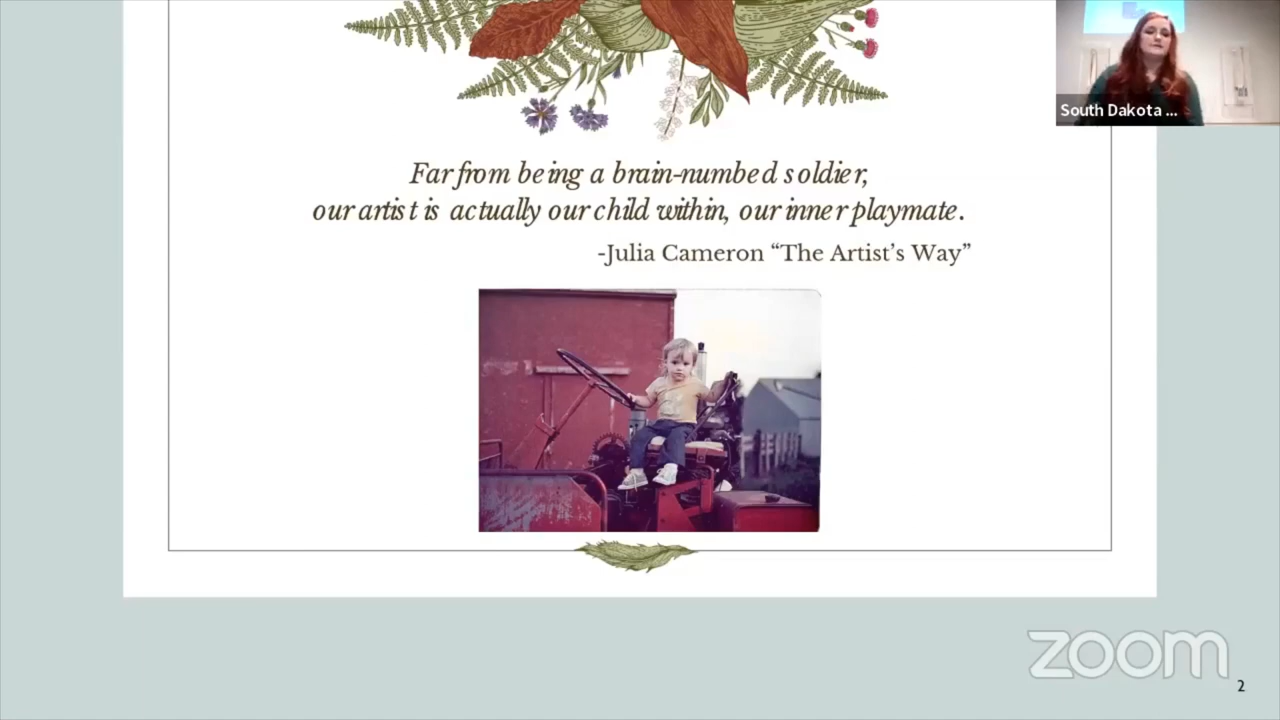 South Dakota ...
Far from being a brain-numbed soldier,
our artist is actually our child within, our inner playmate.
-Julia Cameron “The Artist’s Way”
zoom
2